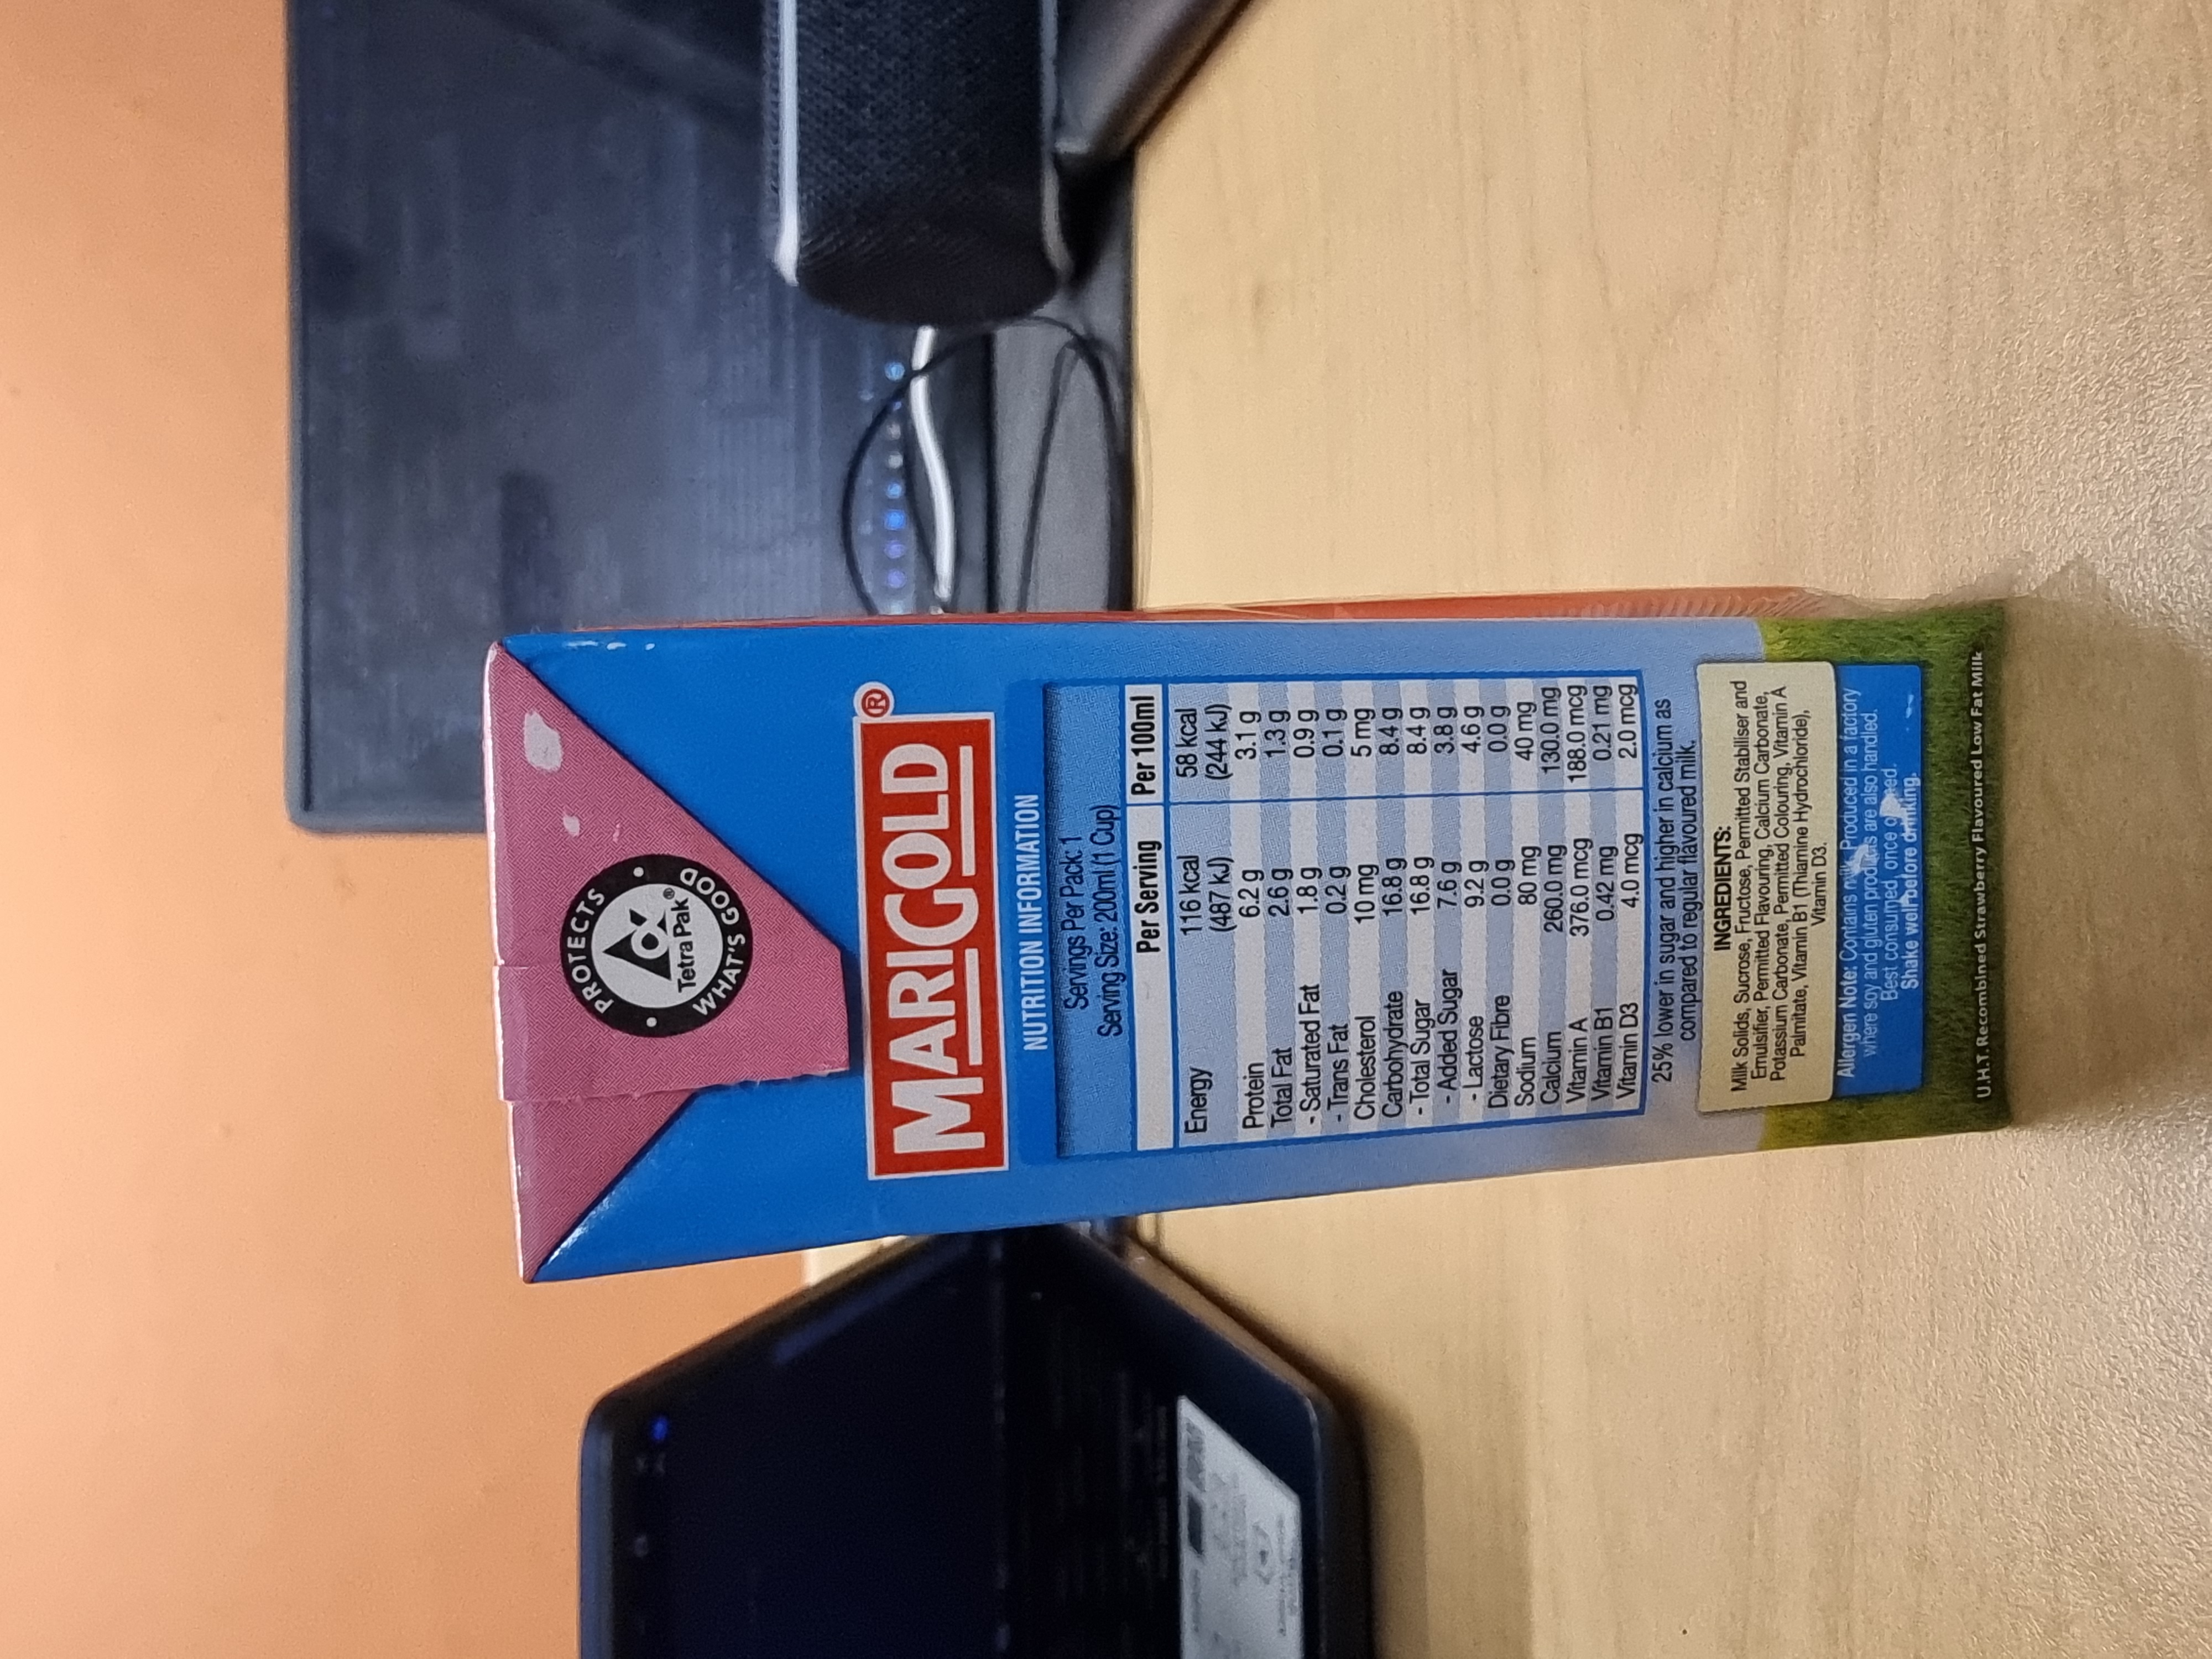 PROTECTS
Tetra Pak®
WHAT'S GOOD
MARIGOLD®
NUTRITION INFORMATION
Servings Per Pack: 1
Serving Size: 200ml (1 Cup)
Per Serving Per 100ml
Energy 116 kcal 58 kcal
(487 kJ) (244 kJ)
Protein 6.2 g 3.1 g
Total Fat 2.6 g 1.3 g
- Saturated Fat 1.8 g 0.9 g
- Trans Fat 0.2 g 0.1 g
Cholesterol 10 mg 5 mg
Carbohydrate 16.8 g 8.4 g
- Total Sugar 16.8 g 8.4 g
- Added Sugar 7.6 g 3.8 g
- Lactose 9.2 g 4.6 g
Dietary Fibre 0.0 g 0.0 g
Sodium 80 mg 40 mg
Calcium 260.0 mg 130.0 mg
Vitamin A 376.0 mcg 188.0 mcg
Vitamin B1 0.42 mg 0.21 mg
Vitamin D3 4.0 mcg 2.0 mcg
25% lower in sugar and higher in calcium as
compared to regular flavoured milk.
INGREDIENTS:
Milk Solids, Sucrose, Fructose, Permitted Stabiliser and
Emulsifier, Permitted Flavouring, Calcium Carbonate,
Potassium Carbonate, Permitted Colouring, Vitamin A
Palmitate, Vitamin B1 (Thiamine Hydrochloride),
Vitamin D3.
Allergen Note: Contains milk. Produced in a factory
where soy and gluten products are also handled.
Best consumed, once opened.
Shake well before drinking.
U.H.T. Recombined Strawberry Flavoured Low Fat Milk